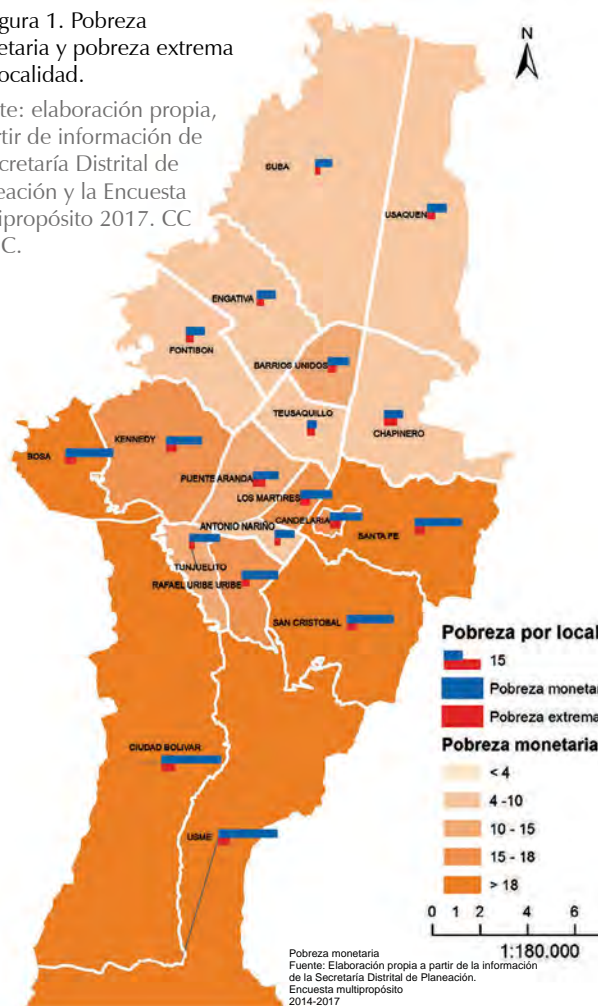 gura 1. Pobreza
etaria y pobreza extrema
ocalidad.
te: elaboración propia,
rtir de información de
cretaría Distrital de
eación y la Encuesta
ipropósito 2017. CC
C.
N
SUBA
USAQUEN
ENGATIVA
FONTIBON
BARRIOS UNIDOS
TEUSAQUILLO
CHAPINERO
KENNEDY
BOSA
PUENTE ARANDA
LOS MARTIRES
ANTONIO NARIÑO
CANDELARIA
SANTA FE
TUNJUELITO
RAFAEL URIBE URIBE
SAN CRISTOBAL
CIUDAD BOLIVAR
USME
Pobreza por local
15
Pobreza monetar
Pobreza extrema
Pobreza monetaria
< 4
4 -10
10 - 15
15 - 18
> 18
0 1 2 6
1:180.000
Pobreza monetaria
Fuente: Elaboración propia a partir de la información
de la Secretaría Distrital de Planeación.
Encuesta multipropósito
2014-2017